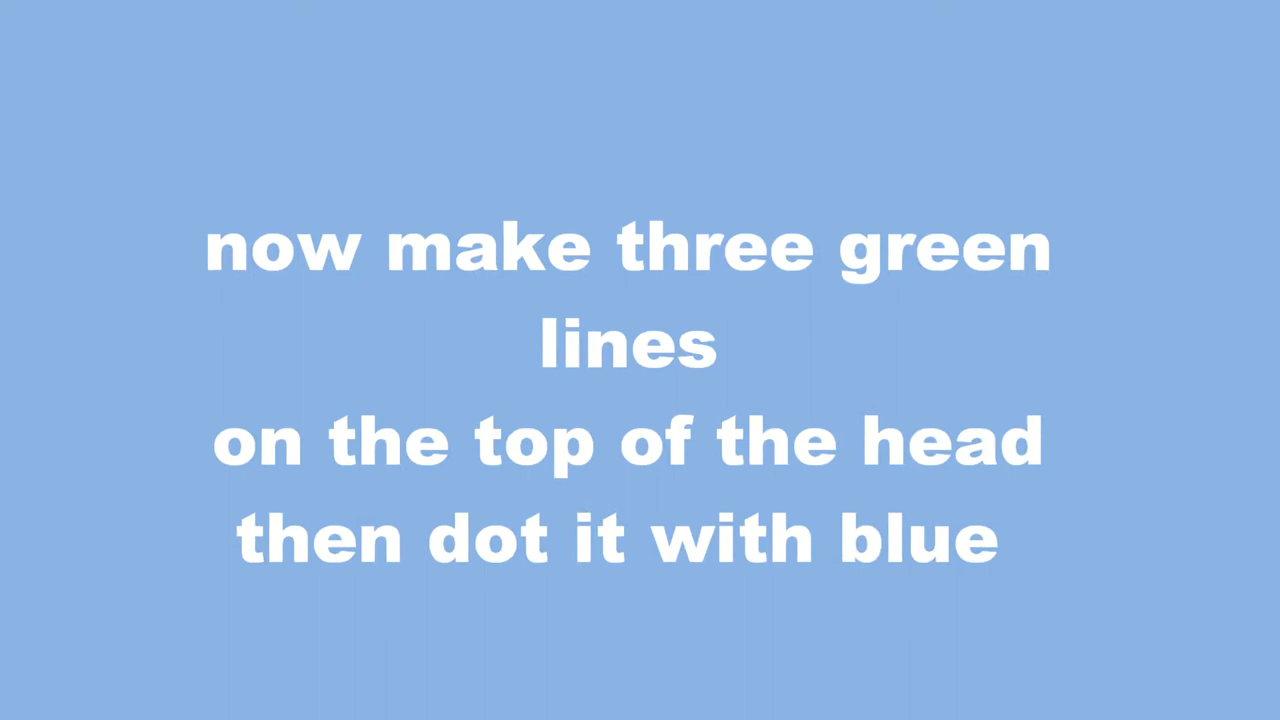 now make three green
lines
on the top of the head
then dot it with blue